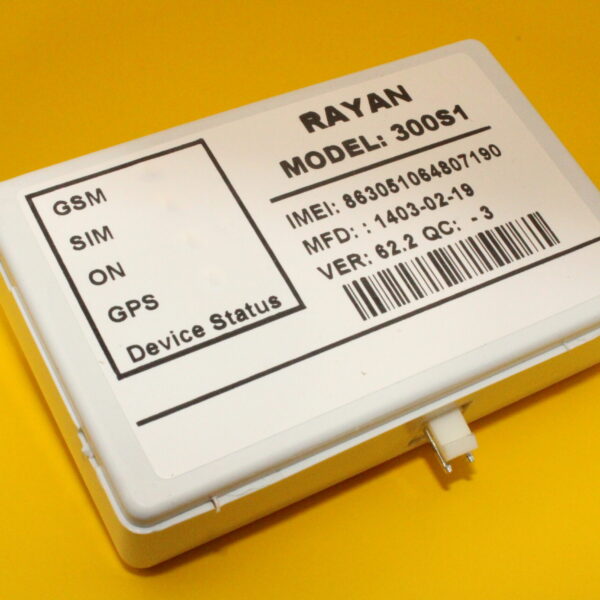 RAYAN
MODEL: 300S1
IMEI: 863051064807190
MFD: : 1403-02-19
VER: 62.2 QC: - 3
GSM
SIM
ON
GPS
Device Status